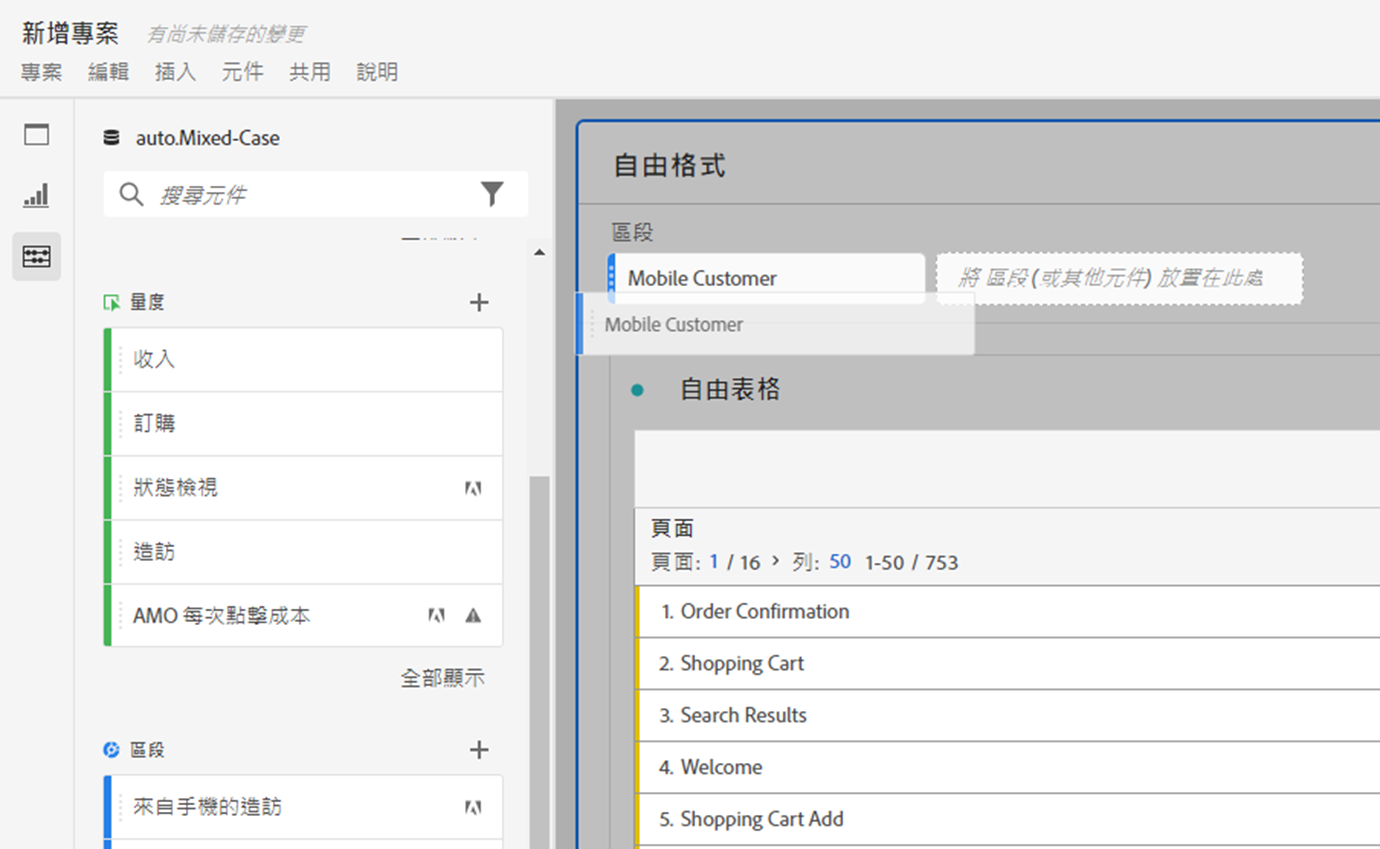 新增專案 有尚未儲存的變更
專案 編輯 插入 元件 共用 說明
auto.Mixed-Case
搜尋元件
量度
收入
訂購
狀態檢視
造訪
AMO 每次點擊成本
全部顯示
區段
來自手機的造訪
自由格式
區段
Mobile Customer
將 區段 (或其他元件) 放置在此處
Mobile Customer
自由表格
頁面
頁面: 1 / 16 > 列: 50 1-50 / 753
1. Order Confirmation
2. Shopping Cart
3. Search Results
4. Welcome
5. Shopping Cart Add